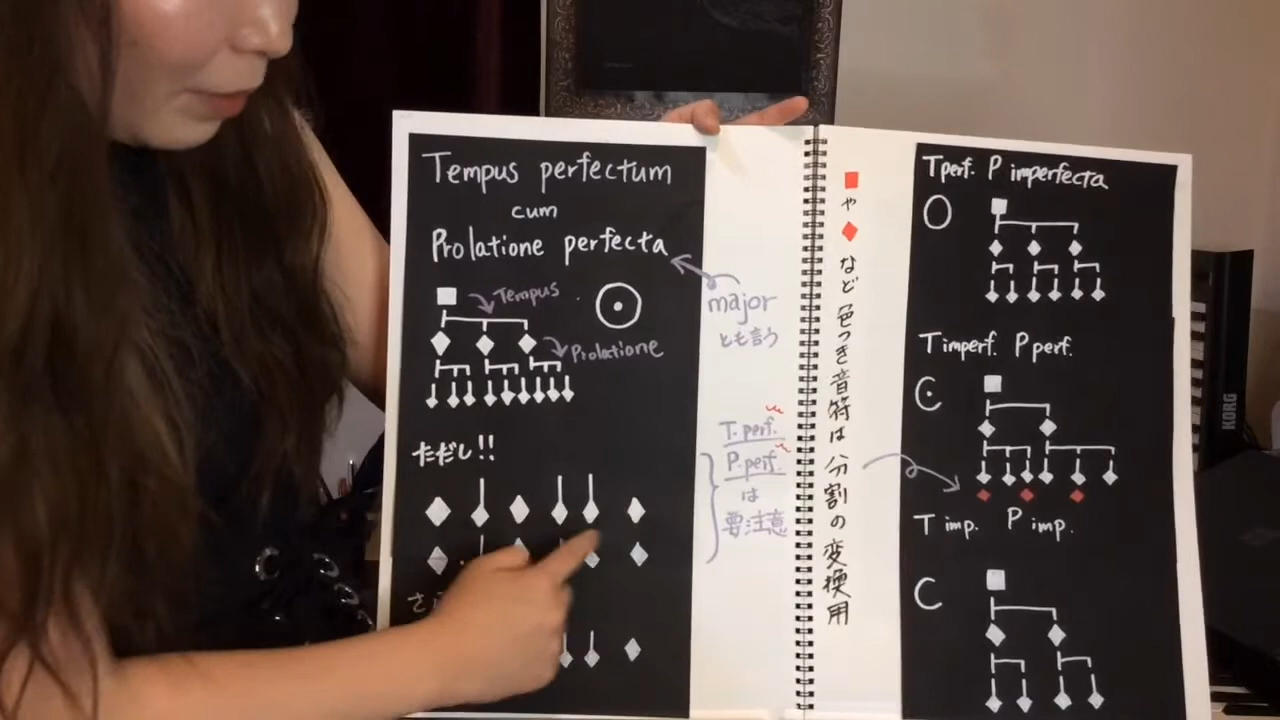 Tempus perfectum
cum
Prolatione perfecta
Tempus
Prolatione
ただし!!
major
とも言う
T. perf.
P. perf.
は
要注意
や
など色つき音符は分割の変換用
Tperf. P imperfecta
Timperf. P perf.
T imp. P imp.
KORG